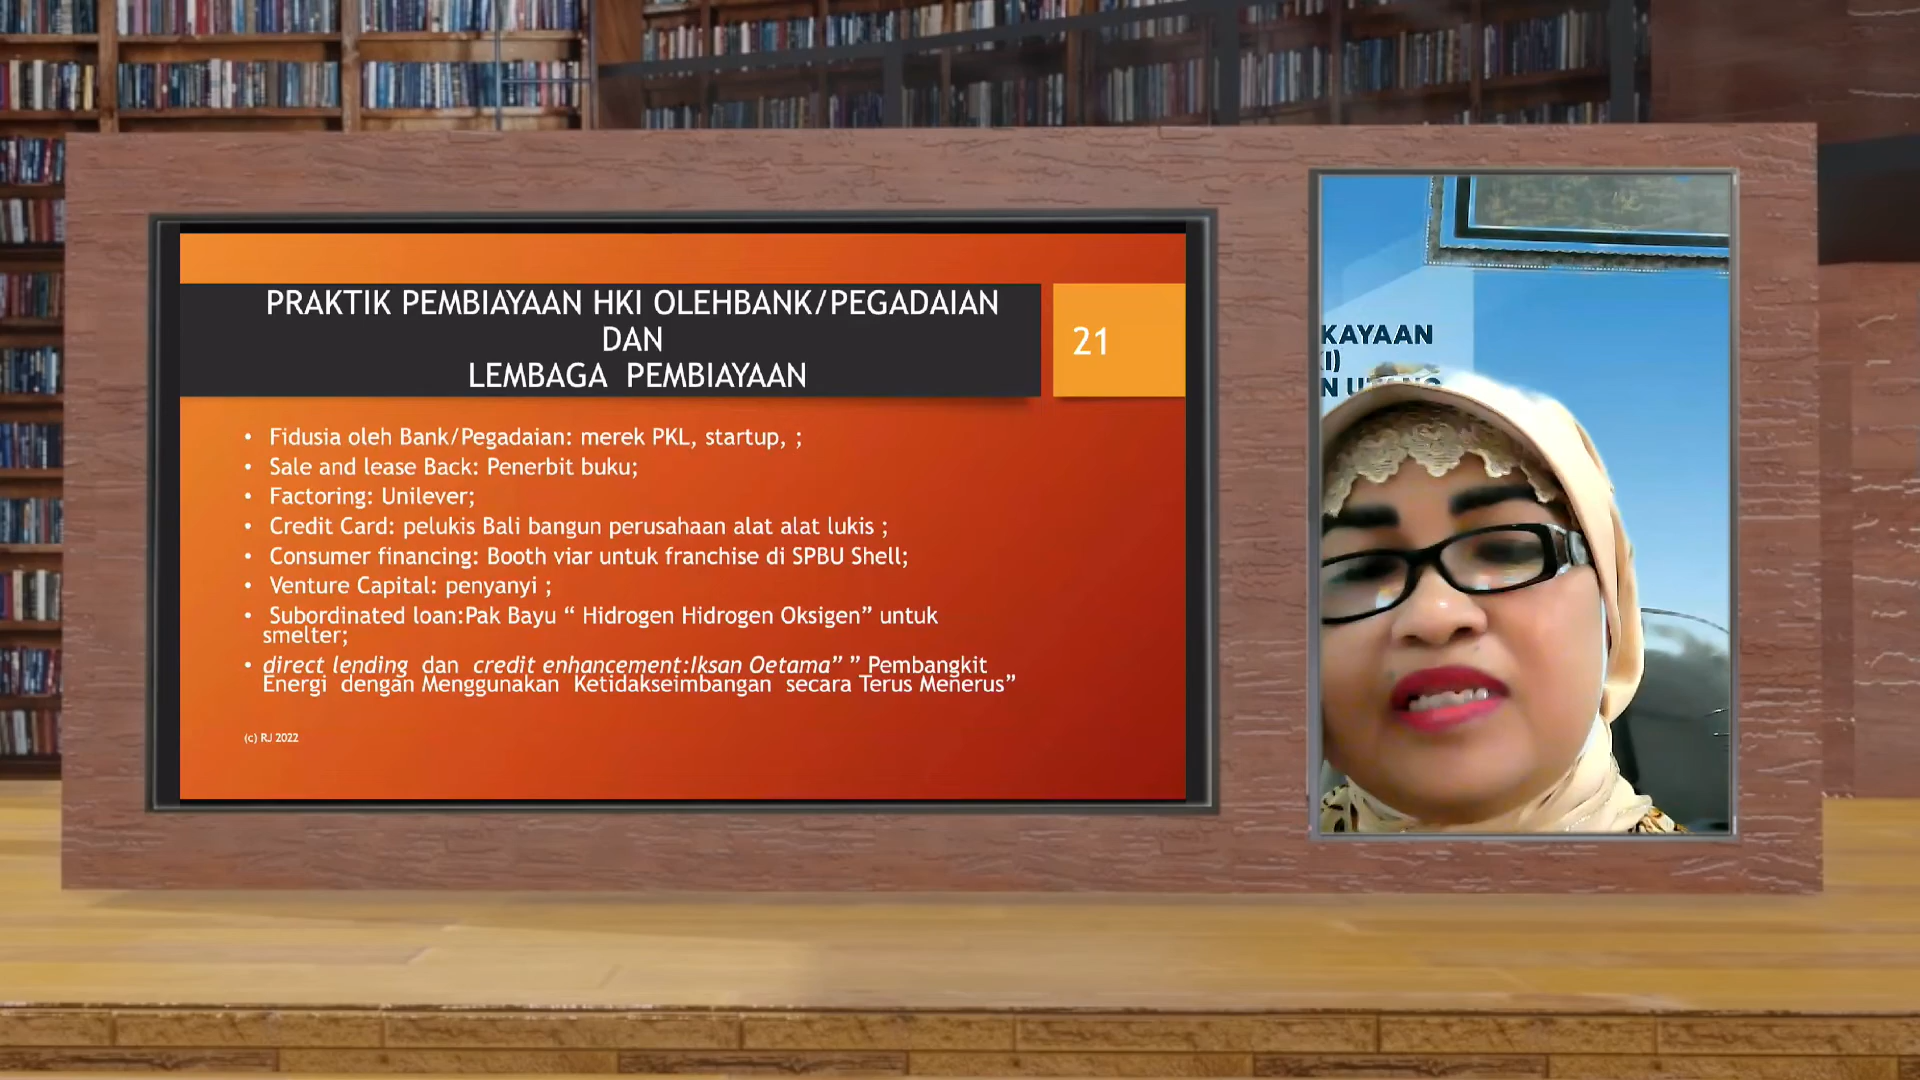 PRAKTIK PEMBIAYAAN HKI OLEHBANK/PEGADAIAN
DAN
LEMBAGA PEMBIAYAAN
21
• Fidusia oleh Bank/Pegadaian: merek PKL, startup, ;
• Sale and lease Back: Penerbit buku;
• Factoring: Unilever;
• Credit Card: pelukis Bali bangun perusahaan alat alat lukis ;
• Consumer financing: Booth viar untuk franchise di SPBU Shell;
• Venture Capital: penyanyi ;
• Subordinated loan:Pak Bayu “ Hidrogen Hidrogen Oksigen” untuk
smelter;
• direct lending dan credit enhancement:Iksan Oetama” ” Pembangkit
Energi dengan Menggunakan Ketidakseimbangan secara Terus Menerus”
(c) RJ 2022
KAYAAN
I)
N